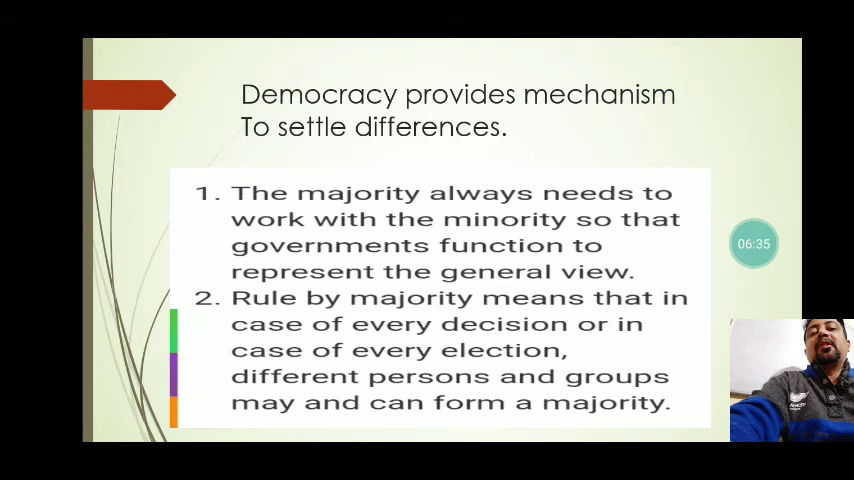 Democracy provides mechanism
To settle differences.
1. The majority always needs to
work with the minority so that
governments function to
represent the general view.
2. Rule by majority means that in
case of every decision or in
case of every election,
different persons and groups
may and can form a majority.
06:35